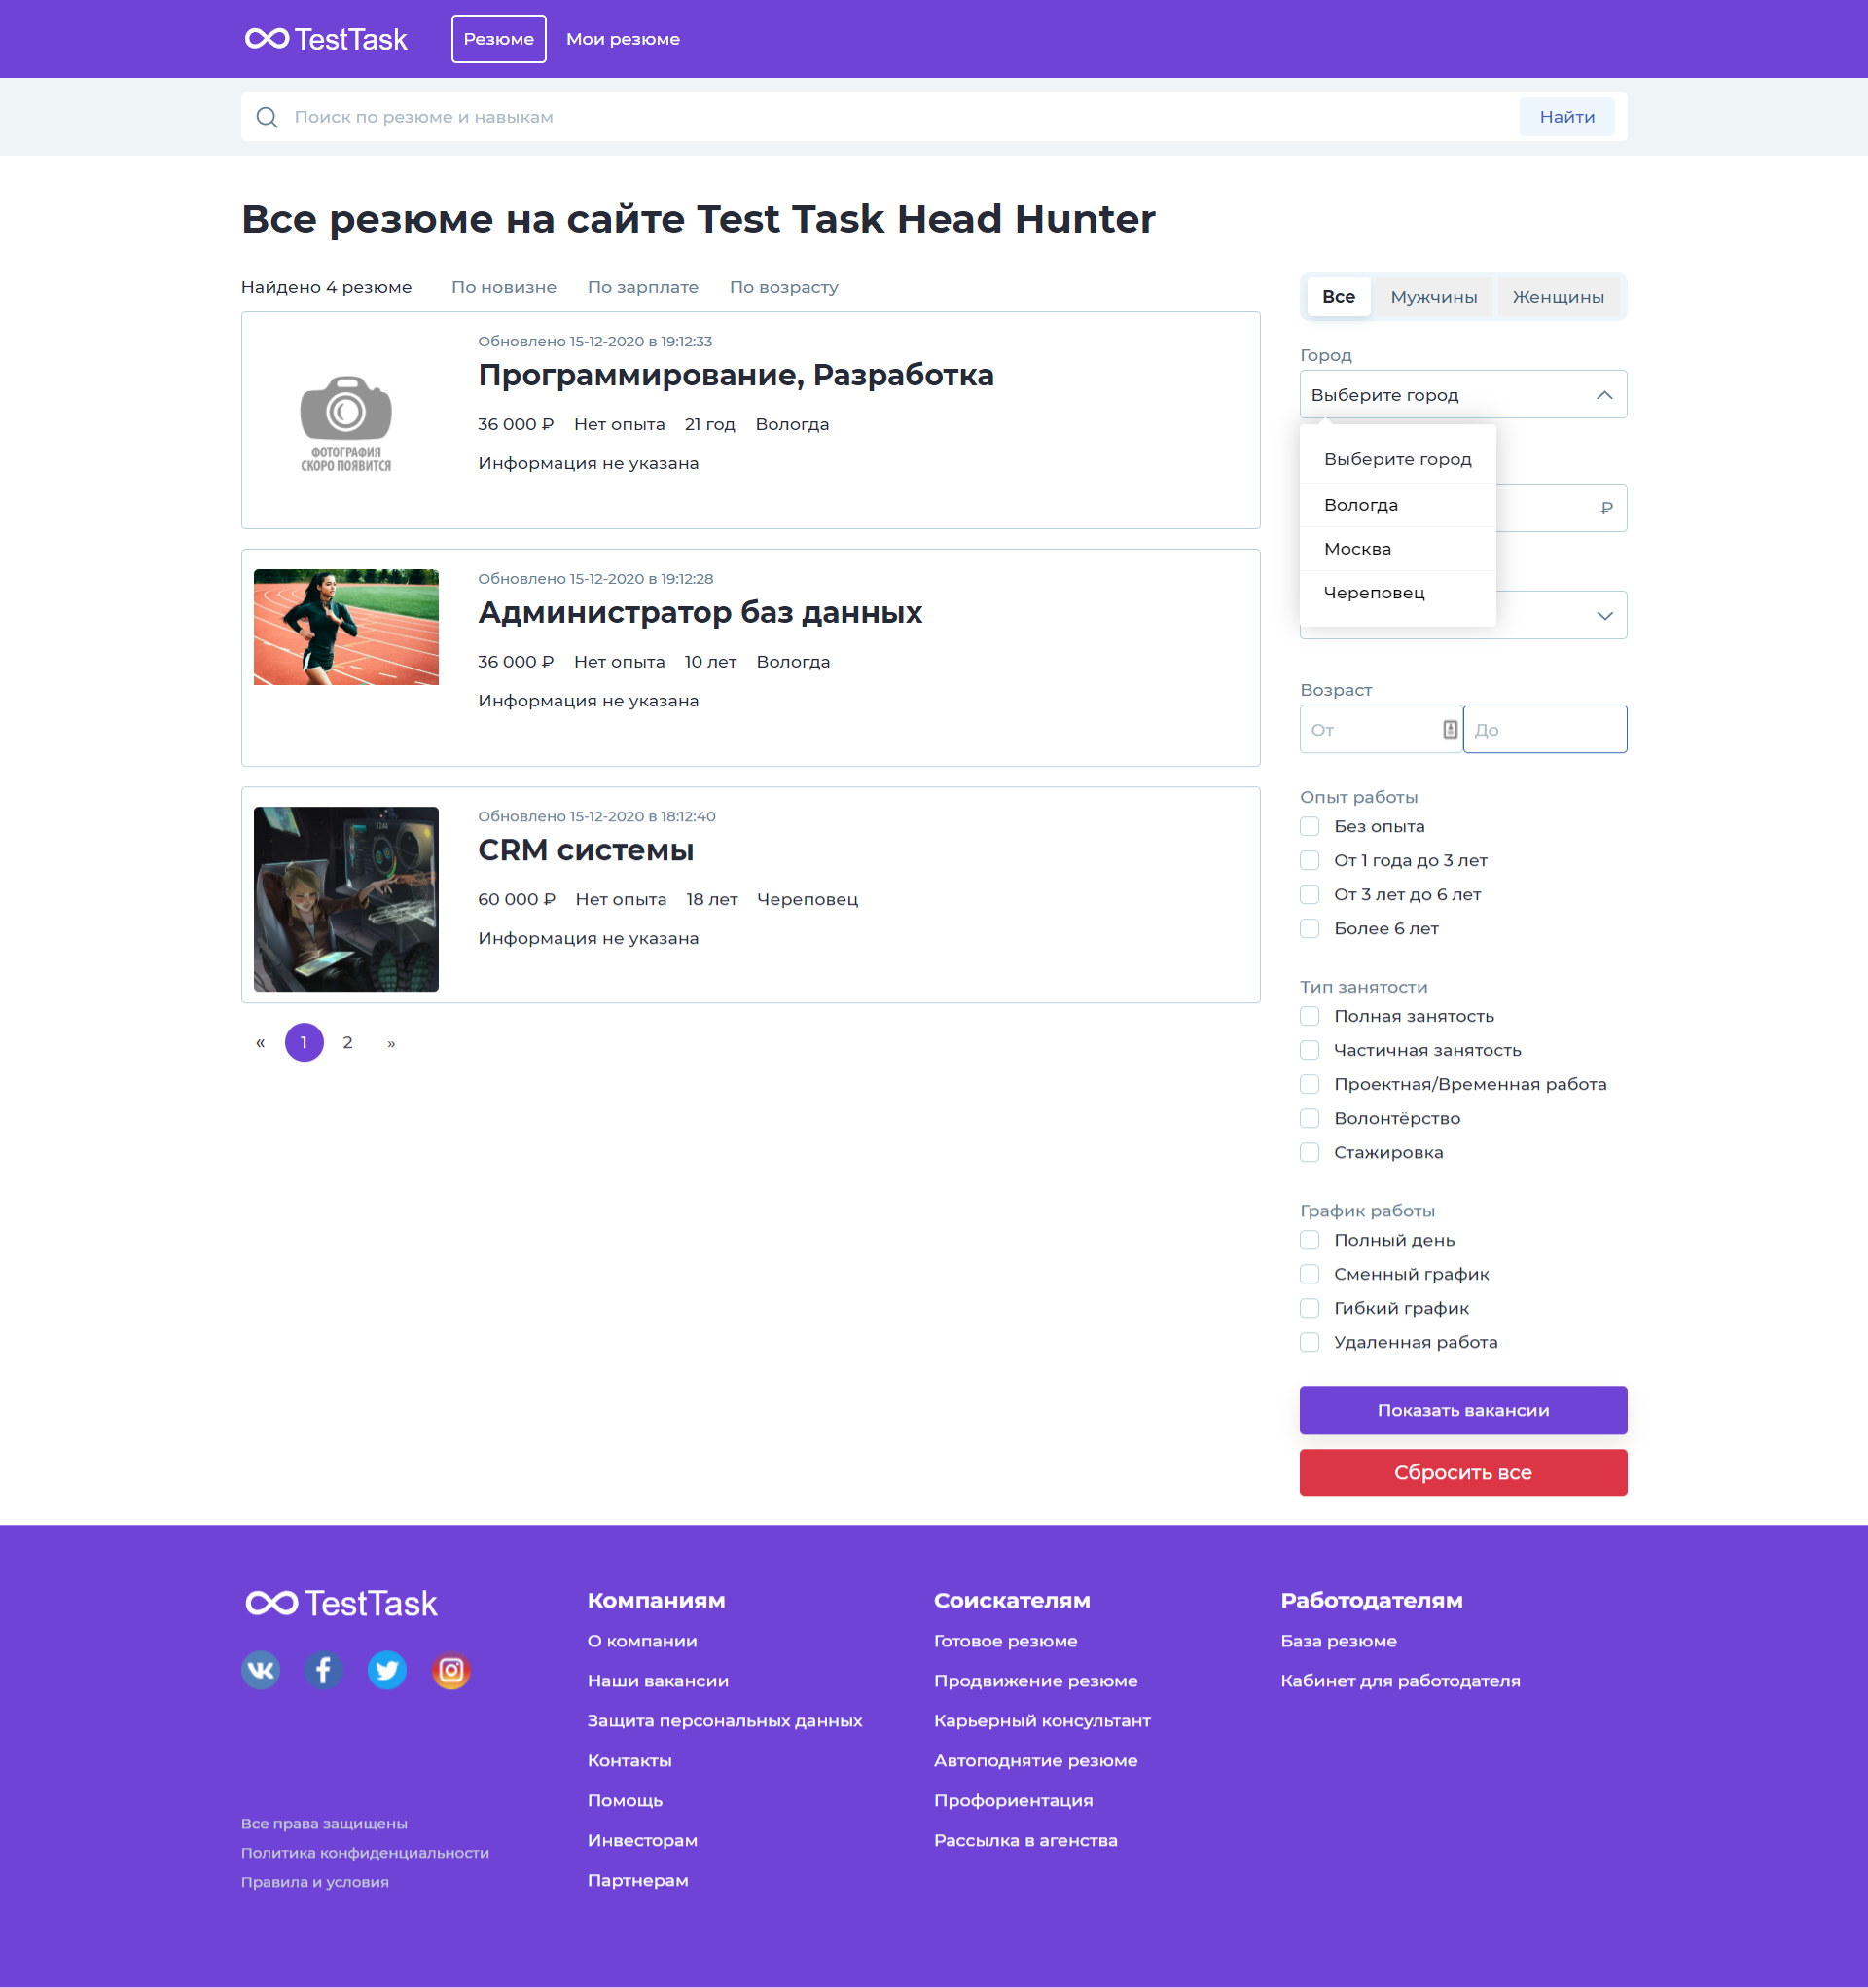 TestTask
Резюме
Мои резюме
Поиск по резюме и навыкам
Найти
Все резюме на сайте Test Task Head Hunter
Найдено 4 резюме
По новизне
По зарплате
По возрасту
ФОТОГРАФИЯ
СКОРО ПОЯВИТСЯ
Обновлено 15-12-2020 в 19:12:33
Программирование, Разработка
36 000 ₽ Нет опыта 21 год Вологда
Информация не указана
Обновлено 15-12-2020 в 19:12:28
Администратор баз данных
36 000 ₽ Нет опыта 10 лет Вологда
Информация не указана
Обновлено 15-12-2020 в 18:12:40
CRM системы
60 000 ₽ Нет опыта 18 лет Череповец
Информация не указана
« 1 2 »
Все Мужчины Женщины
Город
Выберите город
Выберите город
Вологда
₽
Москва
Череповец
Возраст
От До
Опыт работы
Без опыта
От 1 года до 3 лет
От 3 лет до 6 лет
Более 6 лет
Тип занятости
Полная занятость
Частичная занятость
Проектная/Временная работа
Волонтёрство
Стажировка
График работы
Полный день
Сменный график
Гибкий график
Удаленная работа
Показать вакансии
Сбросить все
TestTask
Все права защищены
Политика конфиденциальности
Правила и условия
Компаниям
О компании
Наши вакансии
Защита персональных данных
Контакты
Помощь
Инвесторам
Партнерам
Соискателям
Готовое резюме
Продвижение резюме
Карьерный консультант
Автоподнятие резюме
Профориентация
Рассылка в агенства
Работодателям
База резюме
Кабинет для работодателя